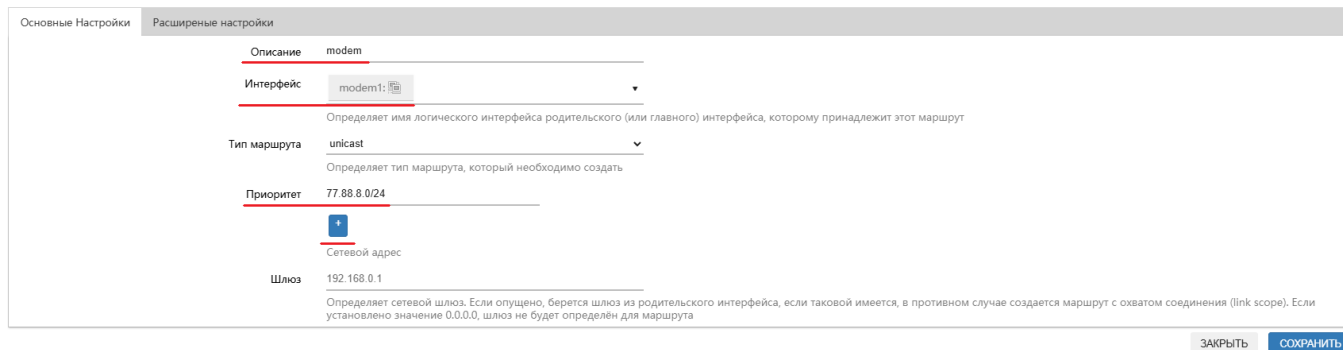 Основные Настройки Расширеные настройки
Описание modem
Интерфейс modem1:
Определяет имя логического интерфейса родительского (или главного) интерфейса, которому принадлежит этот маршрут
Тип маршрута unicast
Определяет тип маршрута, который необходимо создать
Приоритет 77.88.8.0/24
+
Сетевой адрес
Шлюз 192.168.0.1
Определяет сетевой шлюз. Если опущено, берется шлюз из родительского интерфейса, если таковой имеется, в противном случае создается маршрут с охватом соединения (link scope). Если
установлено значение 0.0.0.0, шлюз не будет определён для маршрута
ЗАКРЫТЬ СОХРАНИТЬ